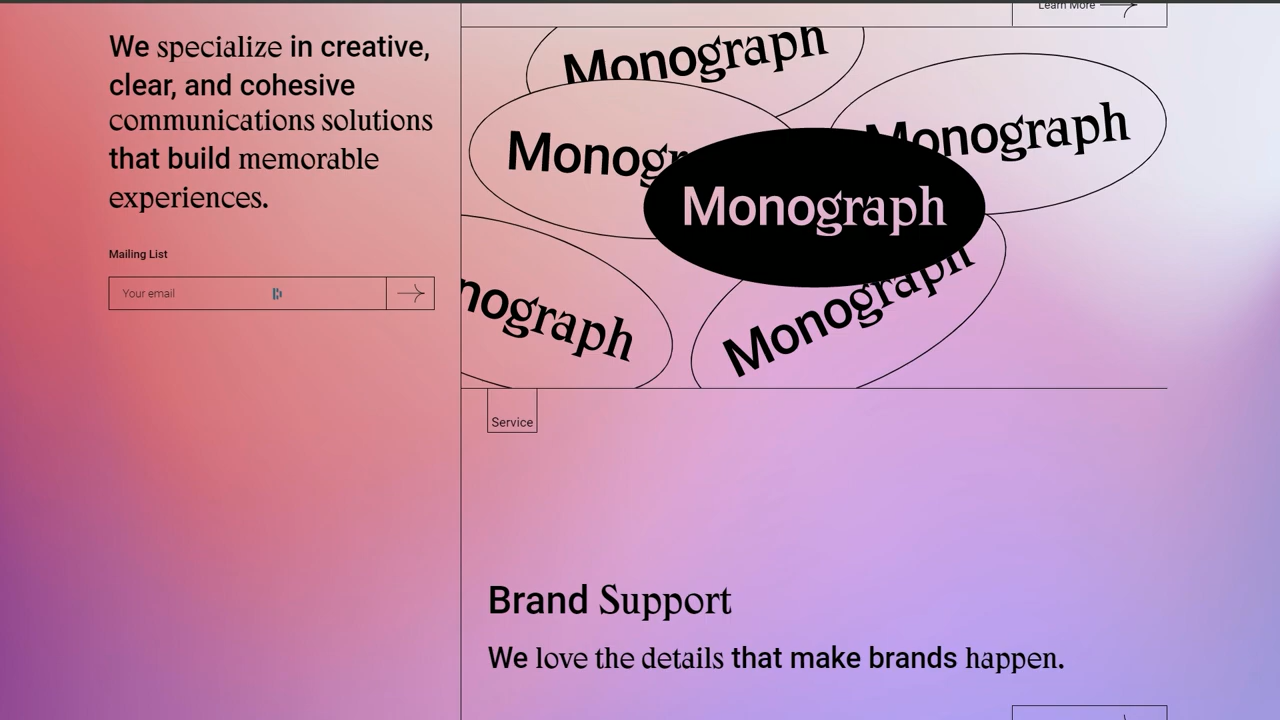 Learn More
We specialize in creative,
clear, and cohesive
communications solutions
that build memorable
experiences.
Mailing List
Your email
Monograph
Monogr
Monograph
Monograph
nograph
Monograph
Service
Brand Support
We love the details that make brands happen.